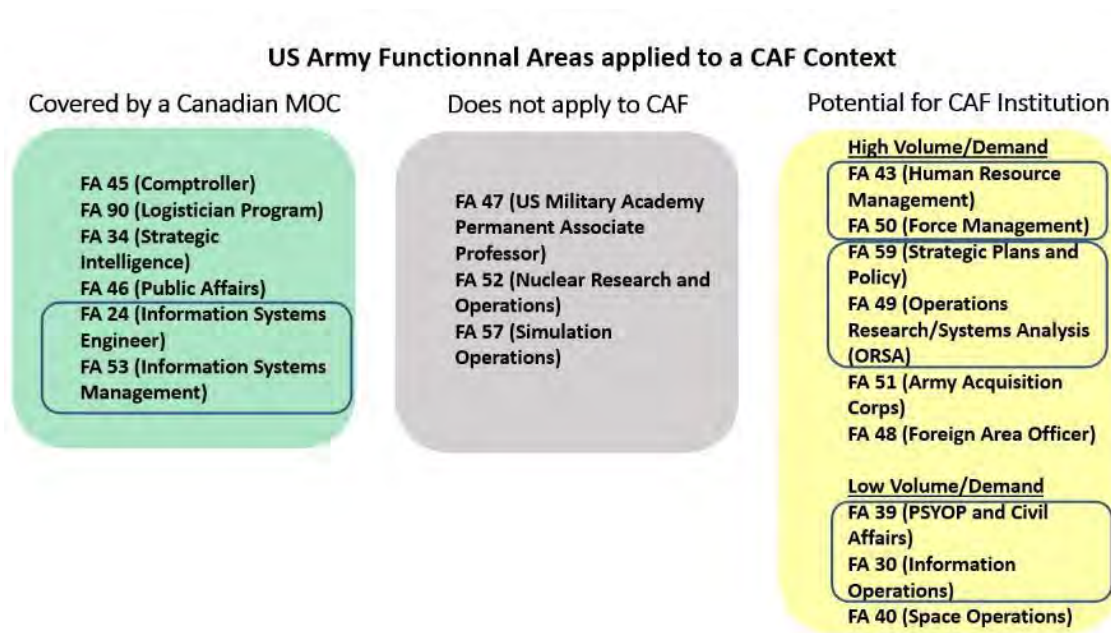 US Army Functionnal Areas applied to a CAF Context
Covered by a Canadian MOC
FA 45 (Comptroller)
FA 90 (Logistician Program)
FA 34 (Strategic
Intelligence)
FA 46 (Public Affairs)
FA 24 (Information Systems
Engineer)
FA 53 (Information Systems
Management)
Does not apply to CAF
FA 47 (US Military Academy
Permanent Associate
Professor)
FA 52 (Nuclear Research and
Operations)
FA 57 (Simulation
Operations)
Potential for CAF Institution
High Volume/Demand
FA 43 (Human Resource
Management)
FA 50 (Force Management)
FA 59 (Strategic Plans and
Policy)
FA 49 (Operations
Research/Systems Analysis
(ORSA)
FA 51 (Army Acquisition
Corps)
FA 48 (Foreign Area Officer)
Low Volume/Demand
FA 39 (PSYOP and Civil
Affairs)
FA 30 (Information
Operations)
FA 40 (Space Operations)